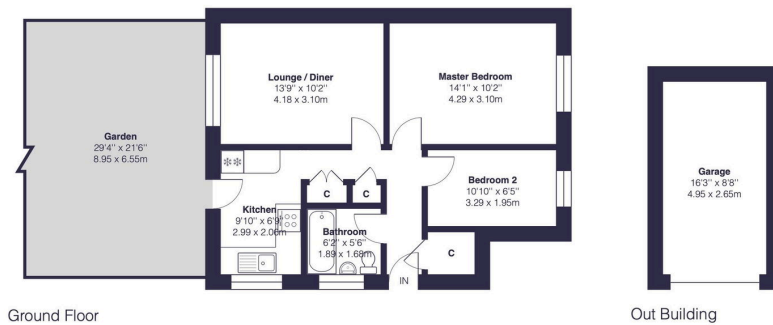 Lounge / Diner
13'9" x 10'2"
4.18 x 3.10m
Master Bedroom
14'1" x 10'2"
4.29 x 3.10m
Garden
29'4" x 21'6"
8.95 x 6.55m
Bedroom 2
10'10" x 6'5"
3.29 x 1.95m
Garage
16'3" x 8'8"
4.95 x 2.65m
C
C
Kitchen
9'10" x 6'9"
2.99 x 2.06m
Bathroom
6'2" x 5'6"
1.89 x 1.68m
C
IN
Ground Floor
Out Building